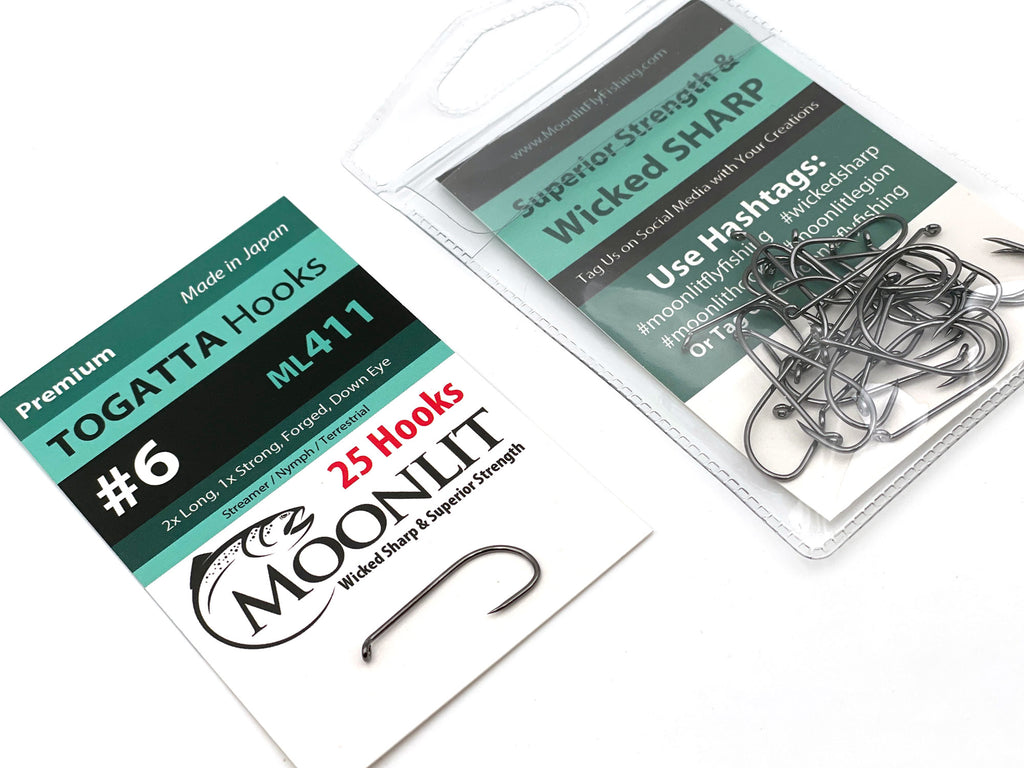 Premium
Made in Japan
TOGATTA Hooks
#6
ML411
2x Long, 1x Strong, Forged, Down Eye
Streamer / Nymph / Terrestrial
25 Hooks
MOONLIT
Wicked Sharp & Superior Strength
www.MoonlitFlyFishing.com
Superior Strength &
Wicked SHARP
Tag Us on Social Media with Your Creations
Use Hashtags:
#moonlitflyfishing #wickedsharp
#moonlitlegion
Or Tag